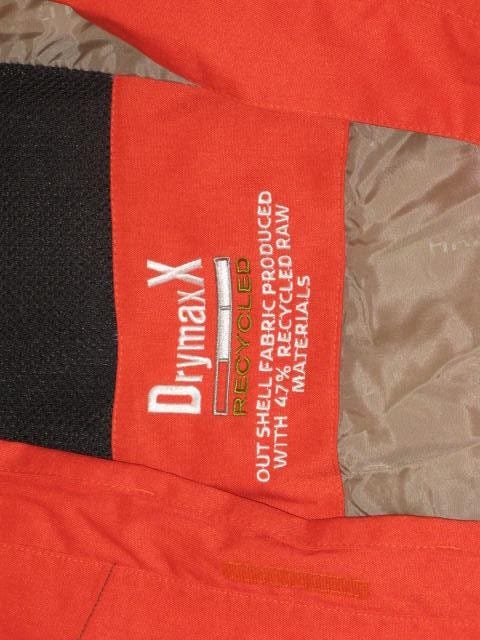 DrymaxX
RECYCLED
OUT SHELL FABRIC PRODUCED
WITH 47% RECYCLED RAW
MATERIALS